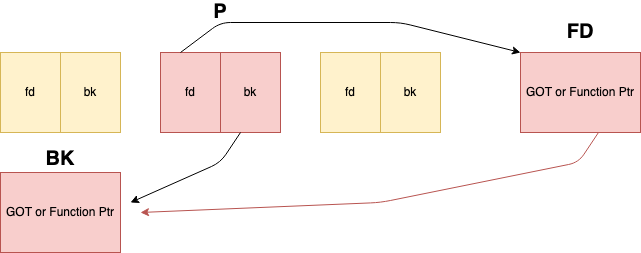 P
FD
fd bk fd bk fd bk GOT or Function Ptr
BK
GOT or Function Ptr